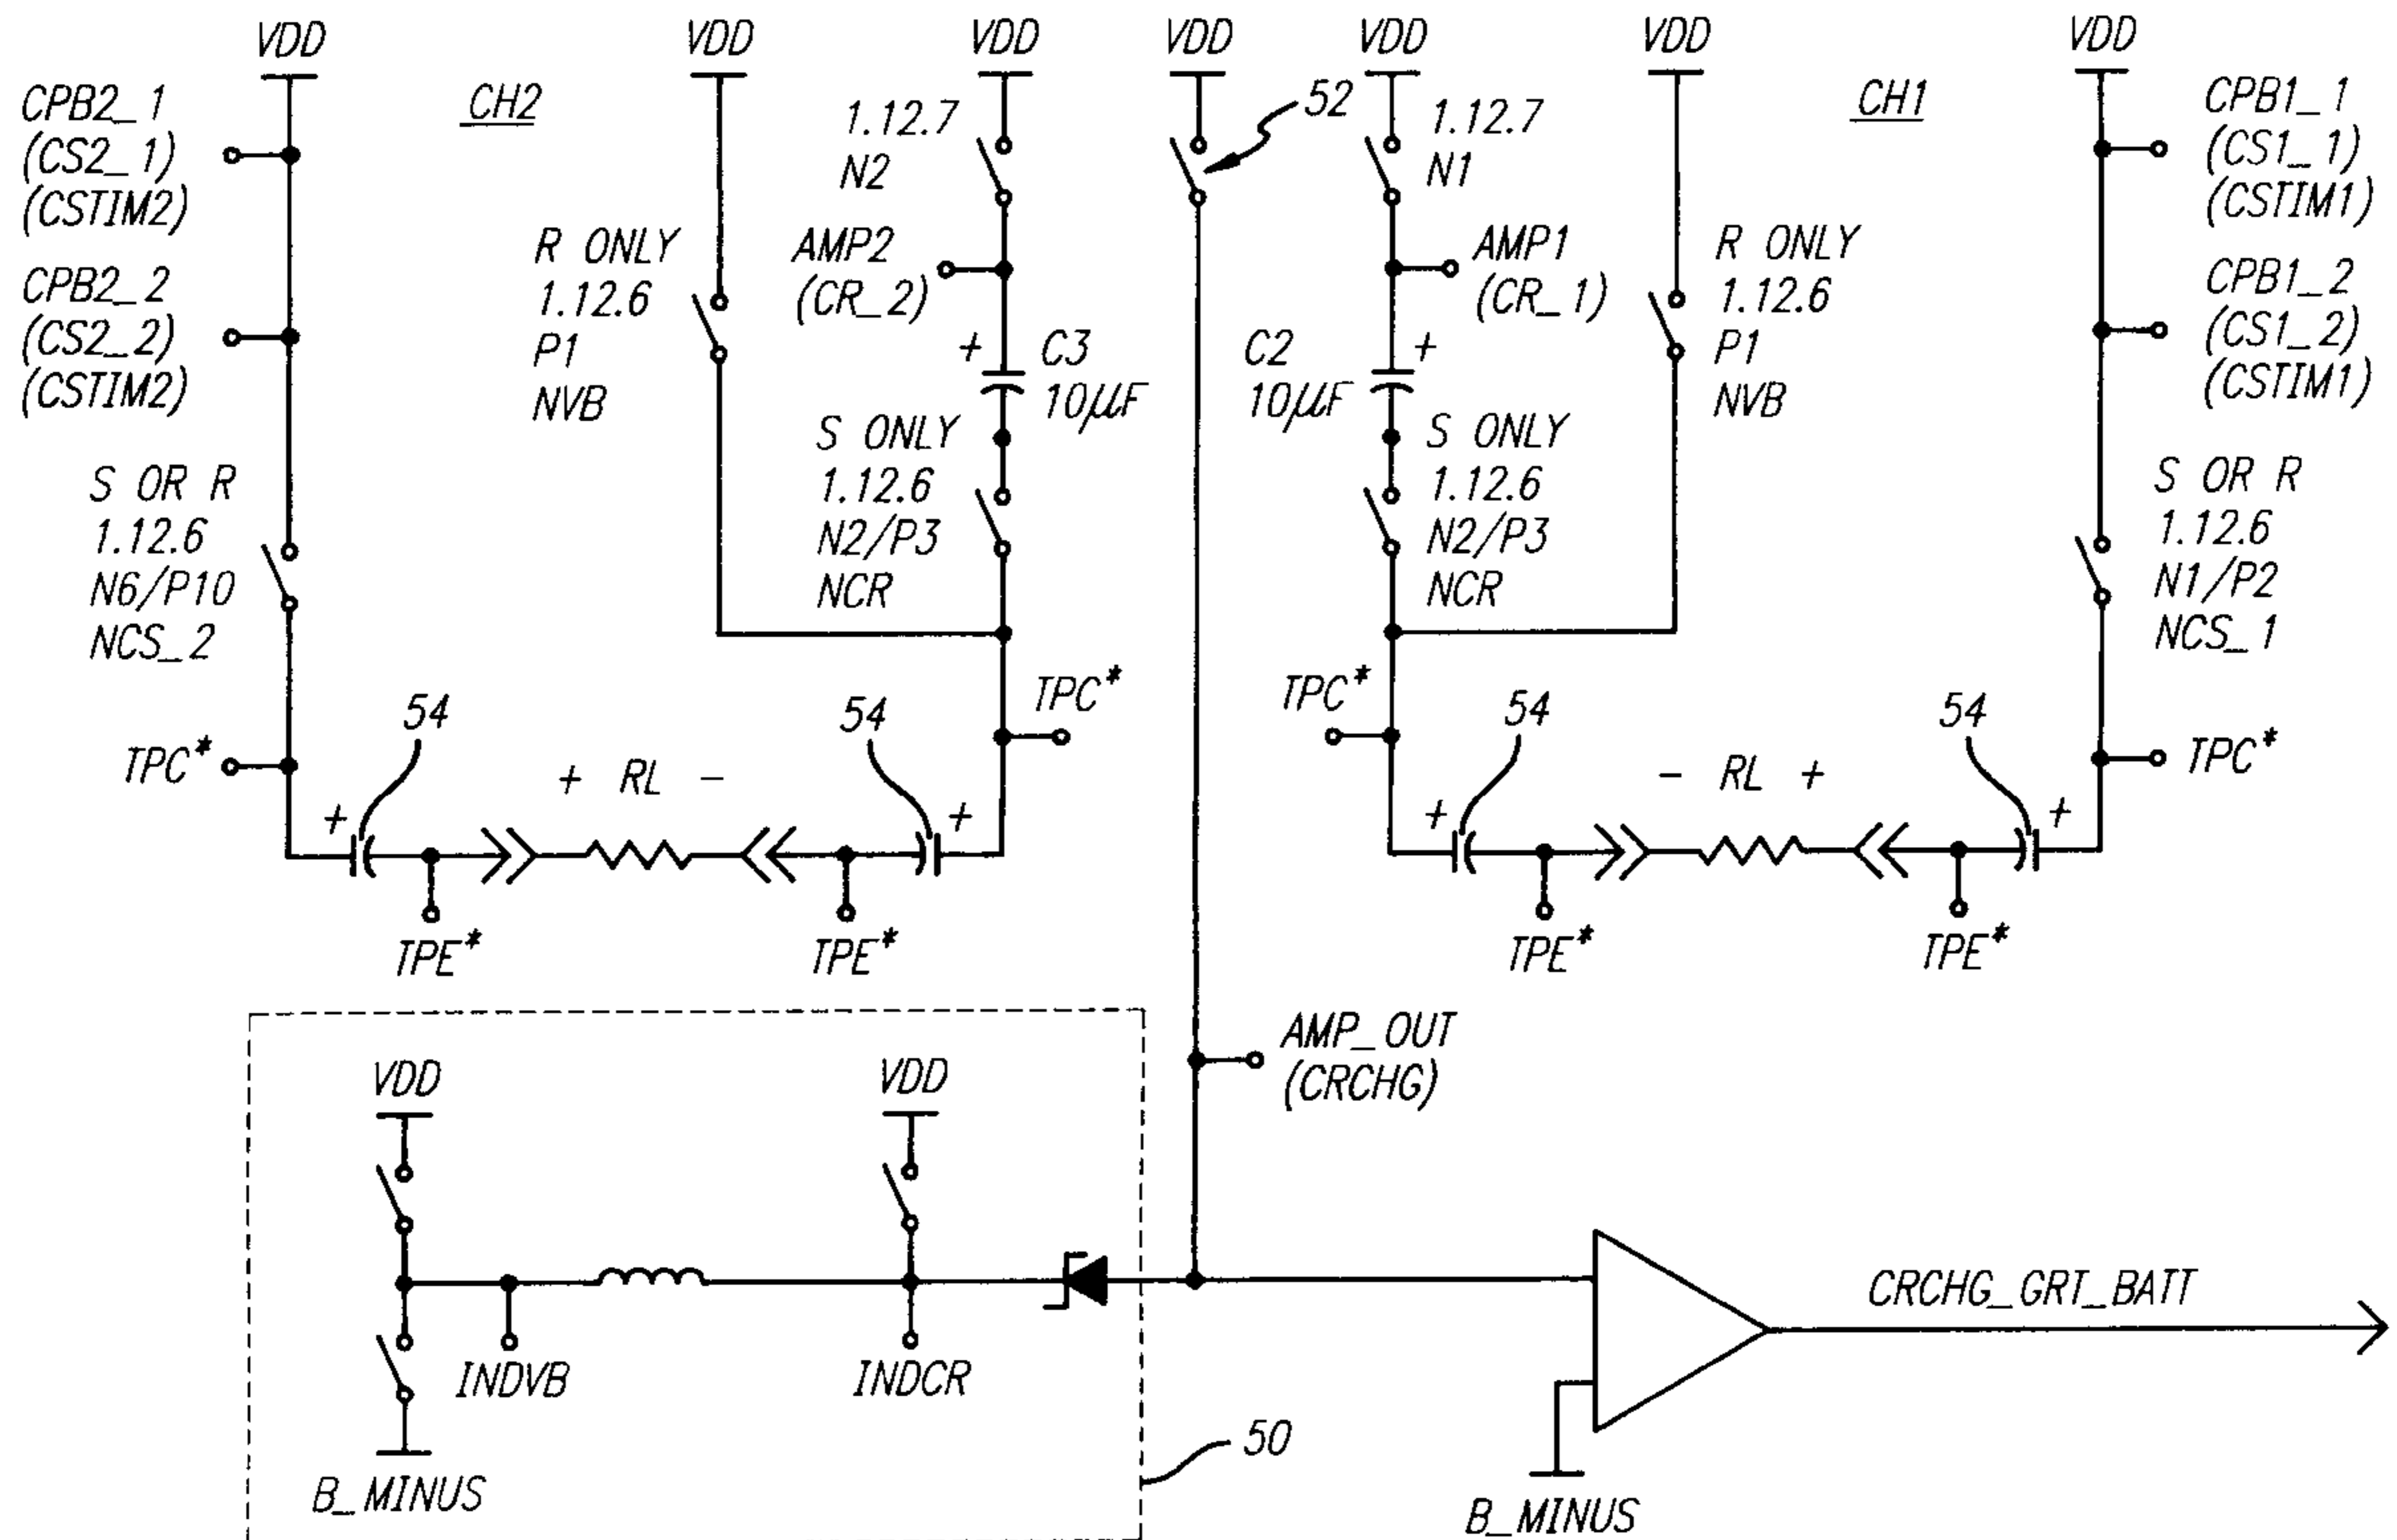 VDD
VDD
VDD
VDD
VDD
VDD
VDD
CPB2_1
(CS2_1)
(CSTIM2)
CH2
1.12.7
N2
52
1.12.7
N1
CH1
CPB1_1
(CS1_1)
(CSTIM1)
CPB2_2
(CS2_2)
(CSTIM2)
R ONLY
1.12.6
P1
NVB
AMP2
(CR_2)
AMP1
(CR_1)
R ONLY
1.12.6
P1
NVB
CPB1_2
(CS1_2)
(CSTIM1)
+
C3
10µF
C2
10µF
+
S OR R
1.12.6
N6/P10
NCS_2
S ONLY
1.12.6
N2/P3
NCR
S ONLY
1.12.6
N2/P3
NCR
S OR R
1.12.6
N1/P2
NCS_1
TPC*
54
54
TPC*
TPC*
54
54
TPC*
+
+ RL -
+
+
- RL +
+
TPE*
TPE*
TPE*
TPE*
AMP_OUT
(CRCHG)
VDD
VDD
INDVB
INDCR
CRCHG_GRT_BATT
50
B_MINUS
B_MINUS